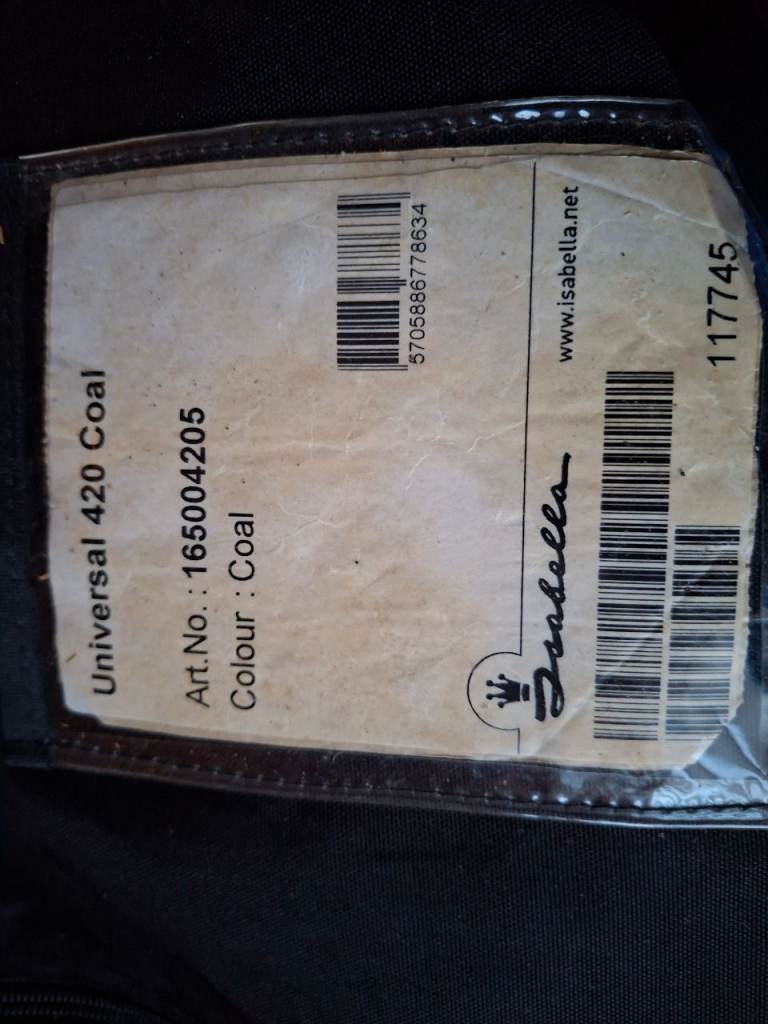 Universal 420 Coal
Art.No. : 165004205
Colour : Coal
5705886778634
Isabella
www.isabella.net
117745